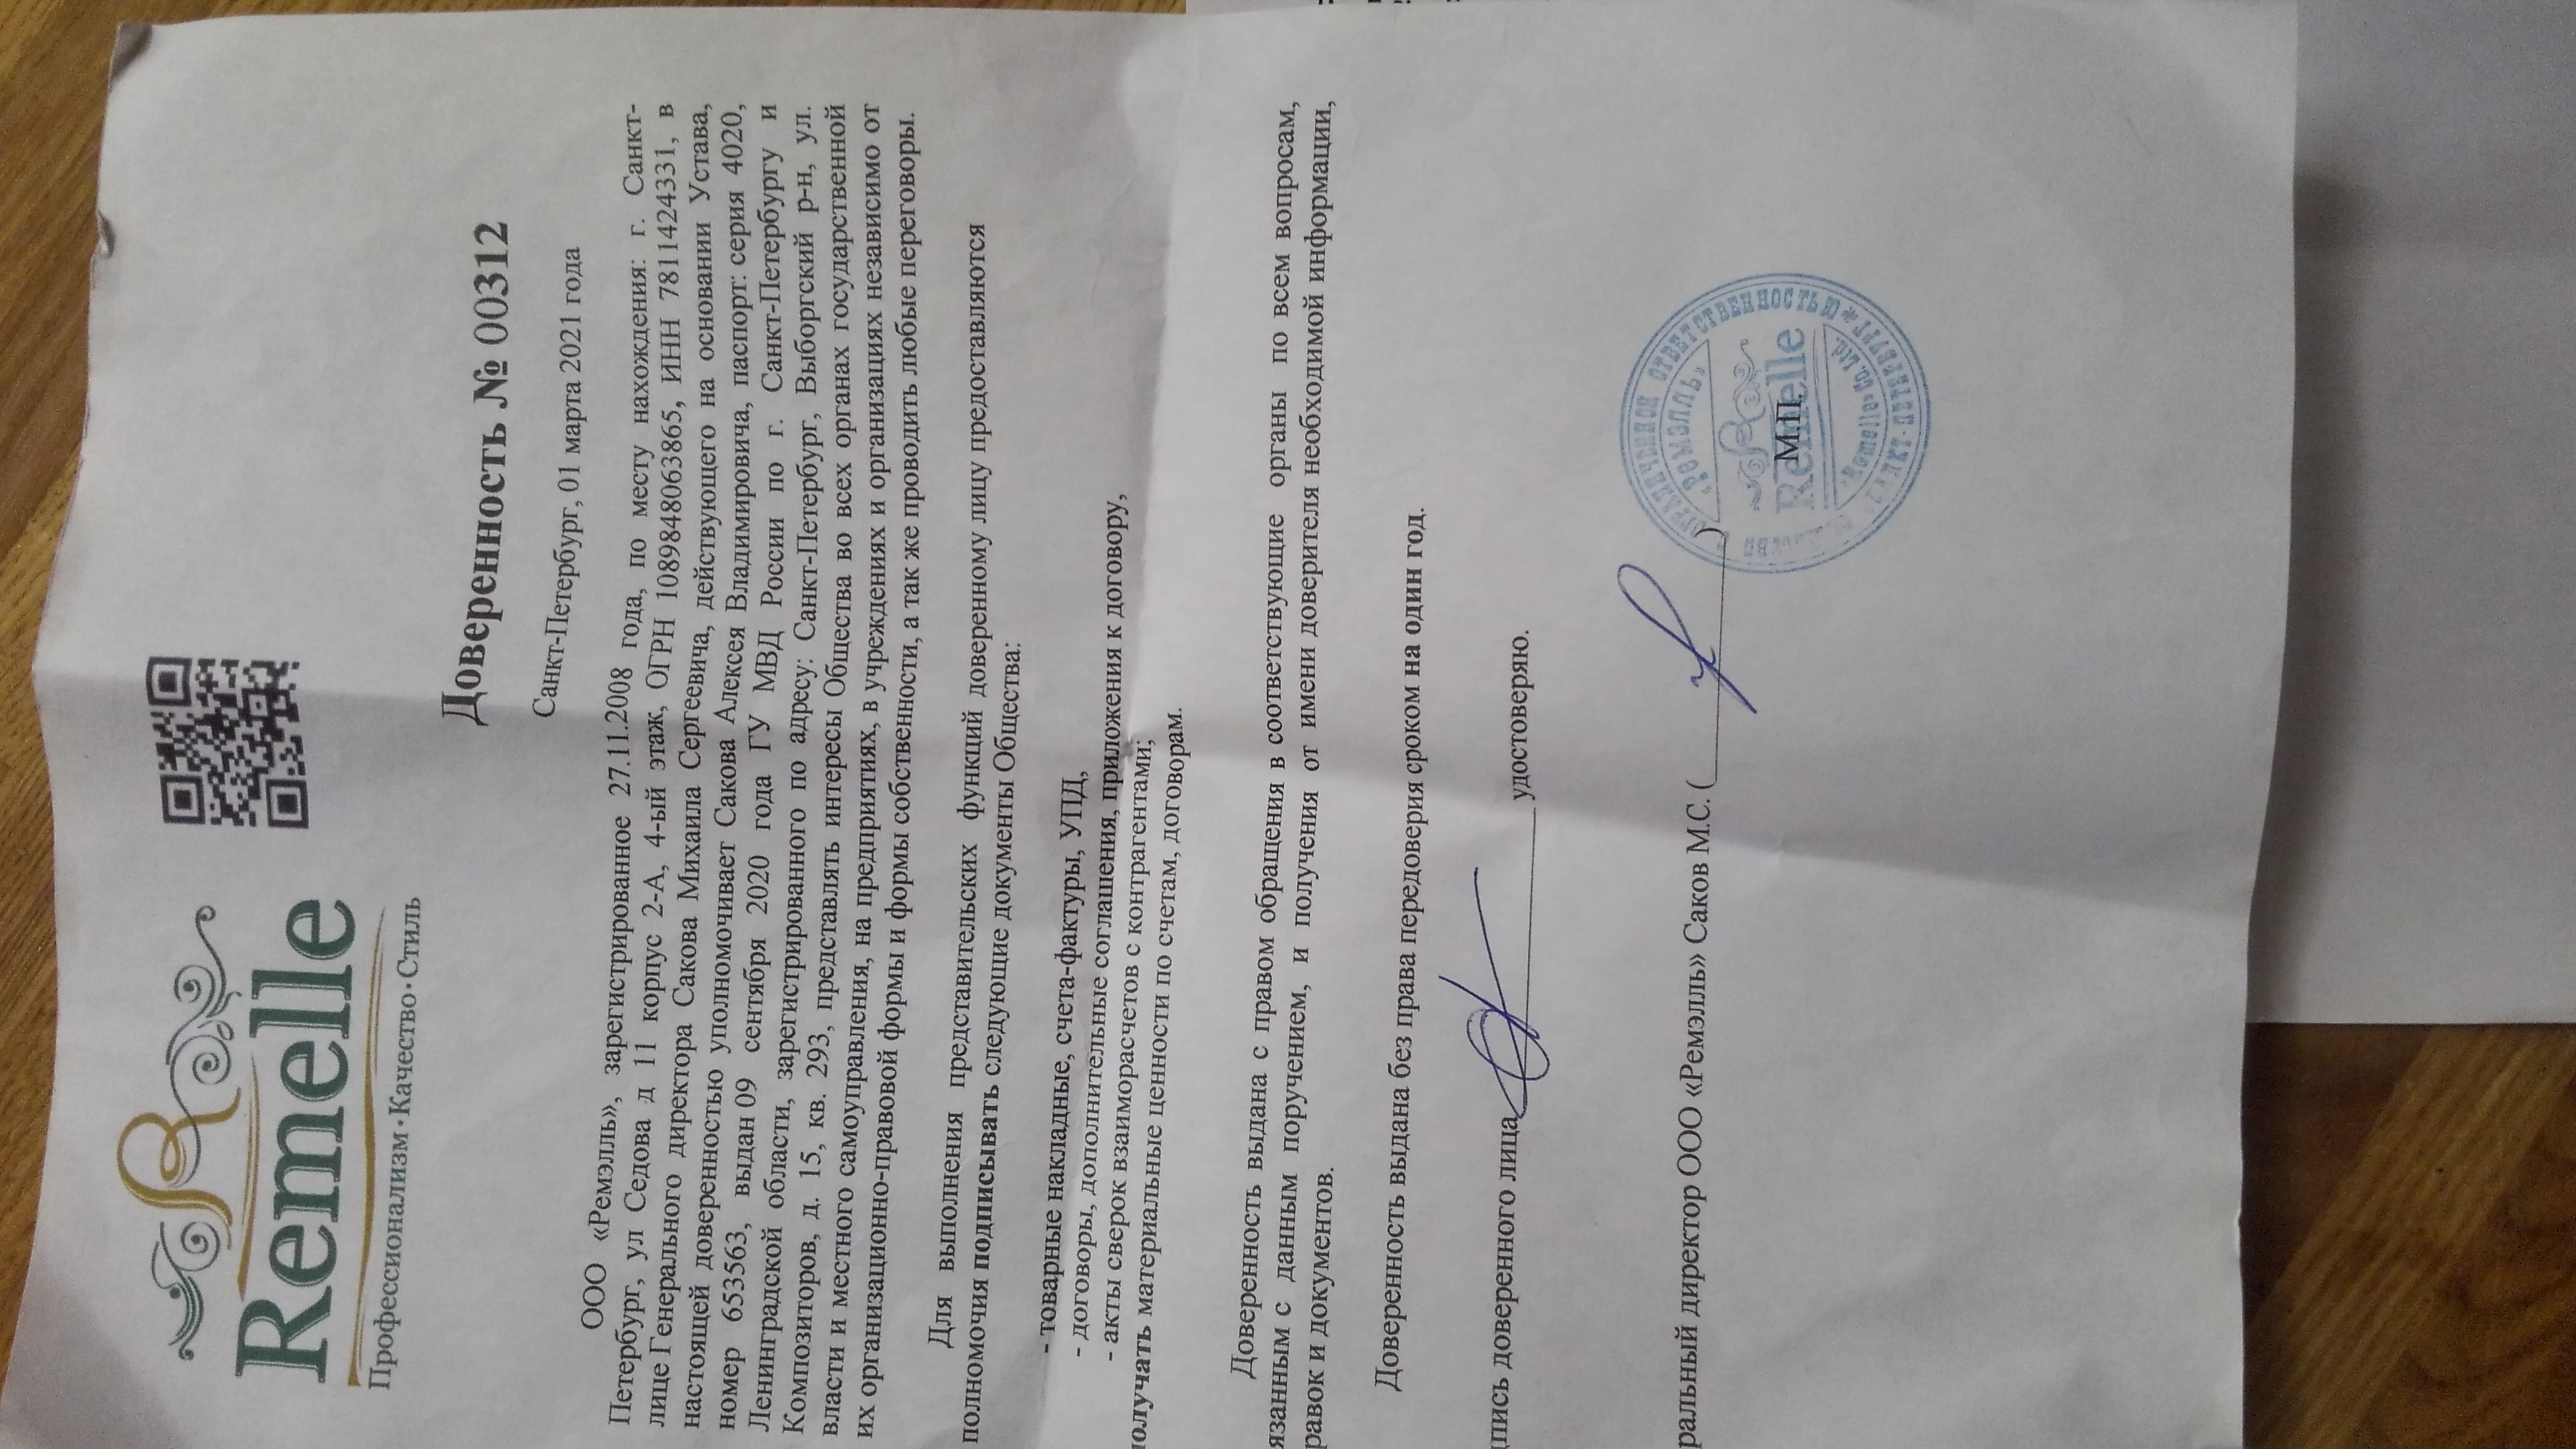 R
Remelle
Профессионализм·Качество·Стиль
Доверенность № 00312
Санкт-Петербург, 01 марта 2021 года
ООО «Ремэлль», зарегистрированное 27.11.2008 года, по месту нахождения: г. Санкт-
Петербург, ул Седова д 11 корпус 2-А, 4-ый этаж, ОГРН 1089848063865, ИНН 7811424331, в
лице Генерального директора Сакова Михаила Сергеевича, действующего на основании Устава,
настоящей доверенностью уполномочивает Сакова Алексея Владимировича, паспорт: серия 4020,
номер 653563, выдан 09 сентября 2020 года ГУ МВД России по г. Санкт-Петербургу и
Ленинградской области, зарегистрированного по адресу: Санкт-Петербург, Выборгский р-н, ул.
Композиторов, д. 15, кв. 293, представлять интересы Общества во всех органах государственной
власти и местного самоуправления, на предприятиях, в учреждениях и организациях независимо от
их организационно-правовой формы и формы собственности, а так же проводить любые переговоры.
Для выполнения представительских функций доверенному лицу предоставляются
полномочия подписывать следующие документы Общества:
- товарные накладные, счета-фактуры, УПД,
- договоры, дополнительные соглашения, приложения к договору,
- акты сверок взаиморасчетов с контрагентами;
получать материальные ценности по счетам, договорам.
Доверенность выдана с правом обращения в соответствующие органы по всем вопросам,
язанным с данным поручением, и получения от имени доверителя необходимой информации,
равок и документов.
Доверенность выдана без права передоверия сроком на один год.
дпись доверенного лица удостоверяю.
ральный директор ООО «Ремэлль» Саков М.С. ( )
М.П.
ОГРАНИЧЕННОЙ ОТВЕТСТВЕННОСТЬЮ * САНКТ-ПЕТЕРБУРГ
«Ремэлль»
Remelle
«Remelle» Co. Ltd.